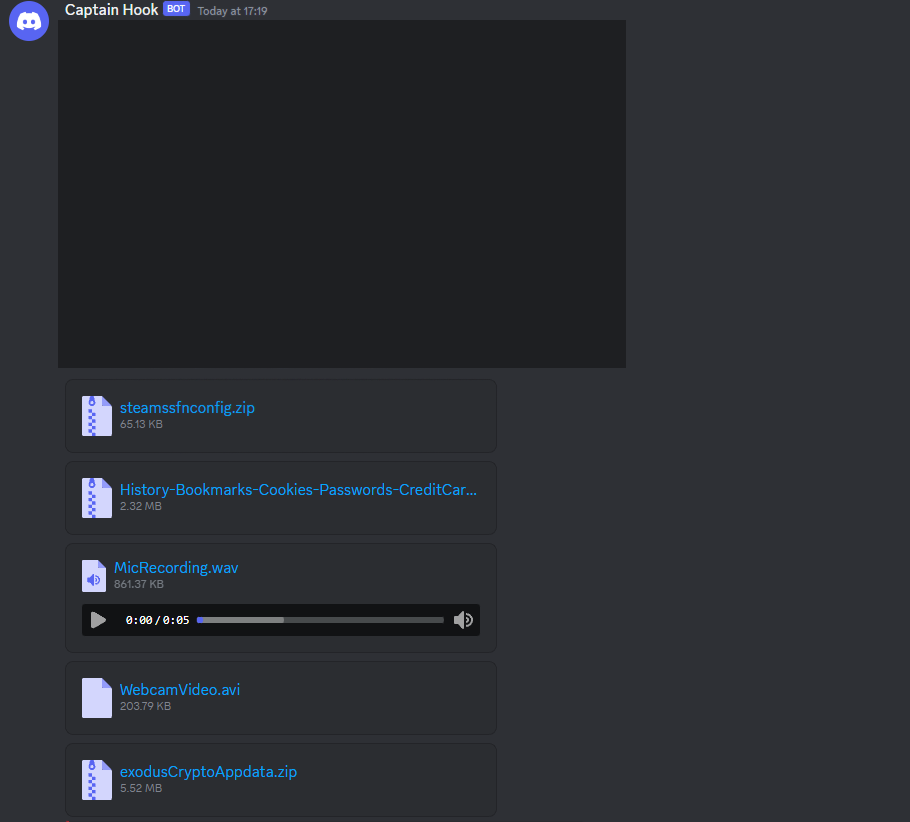 Captain Hook BOT Today at 17:19
steamssfnconfig.zip
65.13 KB
History-Bookmarks-Cookies-Passwords-CreditCar...
2.32 MB
MicRecording.wav
861.37 KB
0:00 / 0:05
WebcamVideo.avi
203.79 KB
exodusCryptoAppdata.zip
5.52 MB